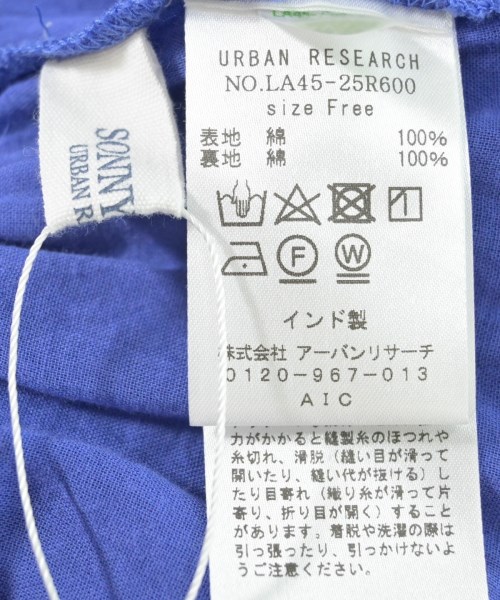 SONNY
URBAN R
URBAN RESEARCH
NO.LA45-25R600
size Free
表地 綿 100%
裏地 綿 100%
F W
インド製
株式会社 アーバンリサーチ
0120-967-013
AIC
力がかかると縫製糸のほつれや
糸切れ、滑脱(縫い目が滑って
開いたり、縫い代が抜ける)し
たり目寄れ(織り糸が滑って片
寄り、折り目が開く)すること
があります。着脱や洗濯の際は
引っ張ったり、引っかけないよ
うご注意ください。